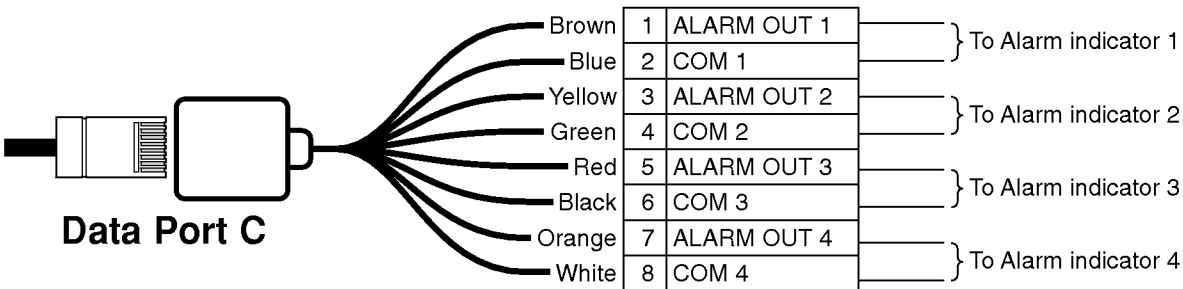 Brown 1 ALARM OUT 1
To Alarm indicator 1
Blue 2 COM 1
Yellow 3 ALARM OUT 2
To Alarm indicator 2
Green 4 COM 2
Red 5 ALARM OUT 3
To Alarm indicator 3
Black 6 COM 3
Data Port C
Orange 7 ALARM OUT 4
To Alarm indicator 4
White 8 COM 4